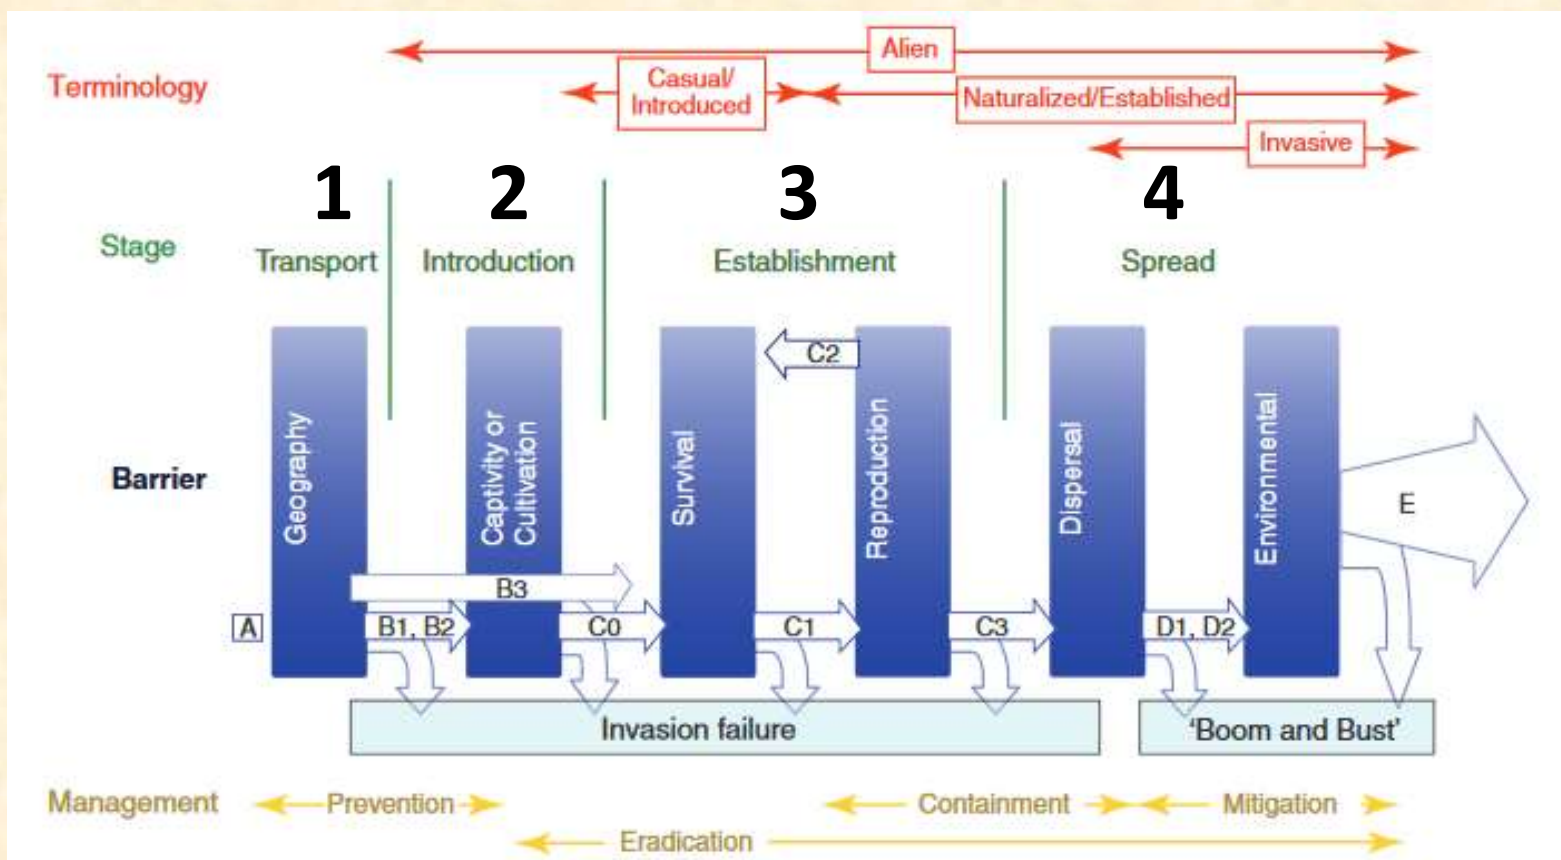 Terminology
Alien
Casual/
Introduced
Naturalized/Established
Invasive
1
2
3
4
Stage
Transport
Introduction
Establishment
Spread
Barrier
Geography
Captivity or
Cultivation
Survival
Reproduction
Dispersal
Environmental
C2
E
B3
A
B1, B2
C0
C1
C3
D1, D2
Invasion failure
'Boom and Bust'
Management
Prevention
Containment
Mitigation
Eradication